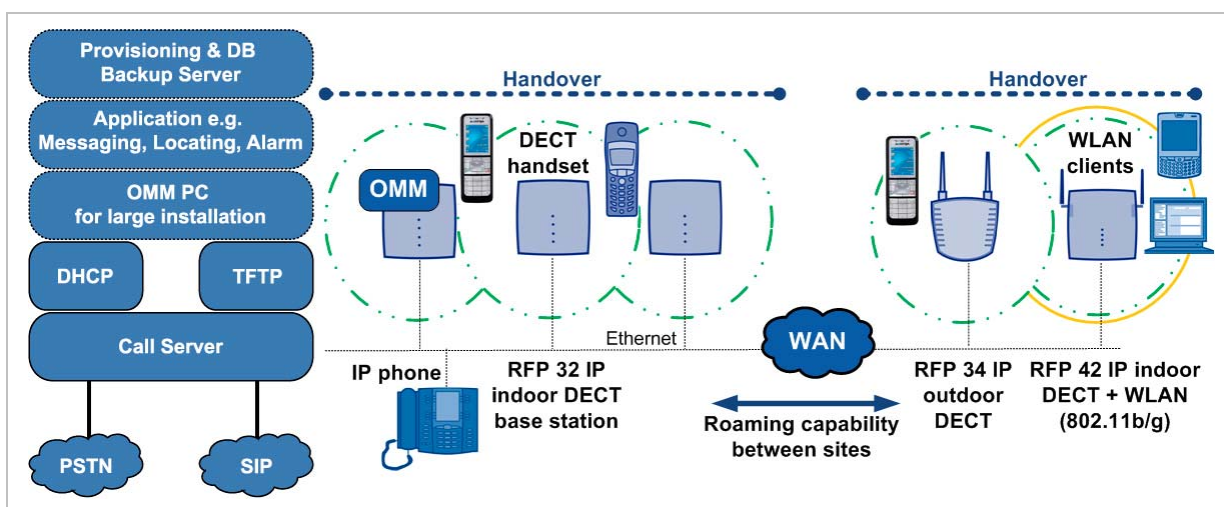 Provisioning & DB
Backup Server
Application e.g.
Messaging, Locating, Alarm
OMM PC
for large installation
DHCP
TFTP
Call Server
PSTN
SIP
Handover
OMM
DECT
handset
Ethernet
IP phone
RFP 32 IP
indoor DECT
base station
WAN
Roaming capability
between sites
Handover
WLAN
clients
RFP 34 IP
outdoor
DECT
RFP 42 IP indoor
DECT + WLAN
(802.11b/g)